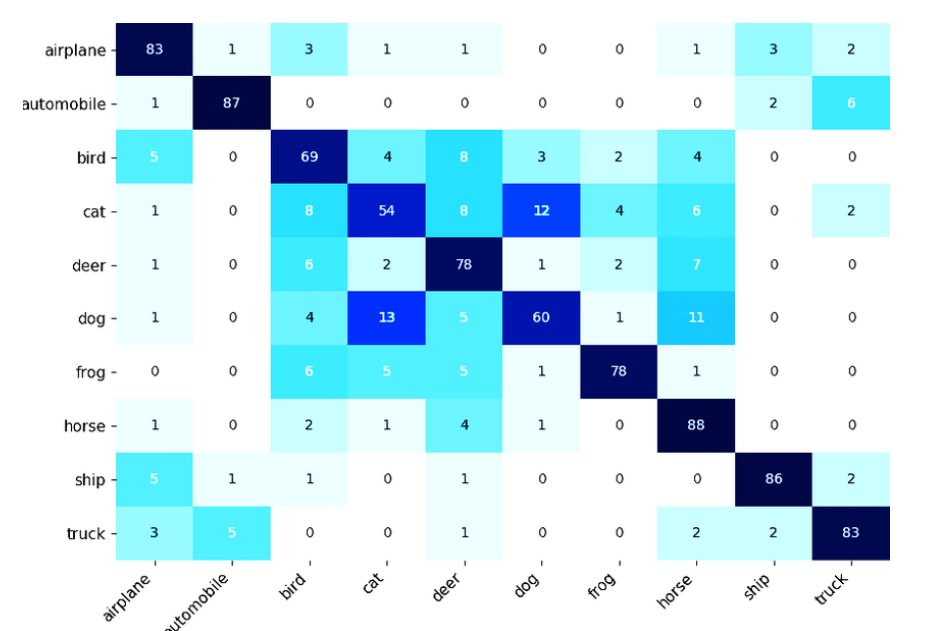 airplane 83 1 3 1 1 0 0 1 3 2
automobile 1 87 0 0 0 0 0 0 2 6
bird 5 0 69 4 8 3 2 4 0 0
cat 1 0 8 54 8 12 4 6 0 2
deer 1 0 6 2 78 1 2 7 0 0
dog 1 0 4 13 5 60 1 11 0 0
frog 0 0 6 5 5 1 78 1 0 0
horse 1 0 2 1 4 1 0 88 0 0
ship 5 1 1 0 1 0 0 0 86 2
truck 3 5 0 0 1 0 0 2 2 83
airplane automobile bird cat deer dog frog horse ship truck